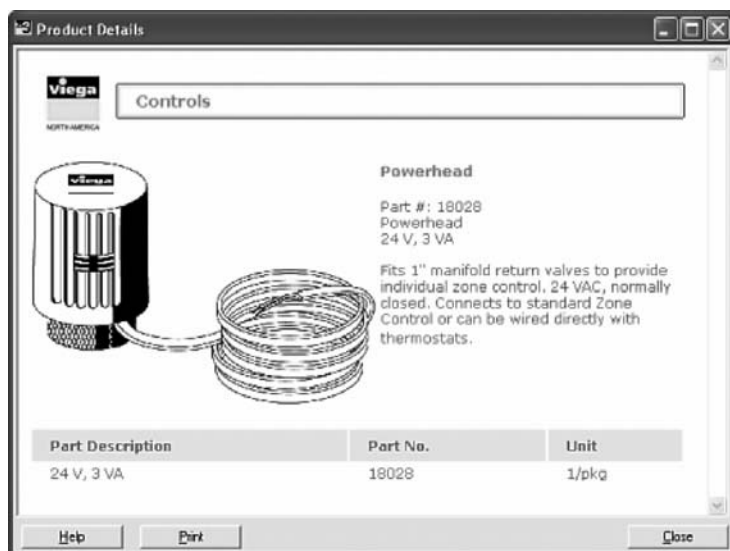 Product Details
viega
NORTH AMERICA
Controls
viega
Powerhead
Part #: 18028
Powerhead
24 V, 3 VA
Fits 1" manifold return valves to provide
individual zone control. 24 VAC, normally
closed. Connects to standard Zone
Control or can be wired directly with
thermostats.
Part Description Part No. Unit
24 V, 3 VA 18028 1/pkg
Help Print Close